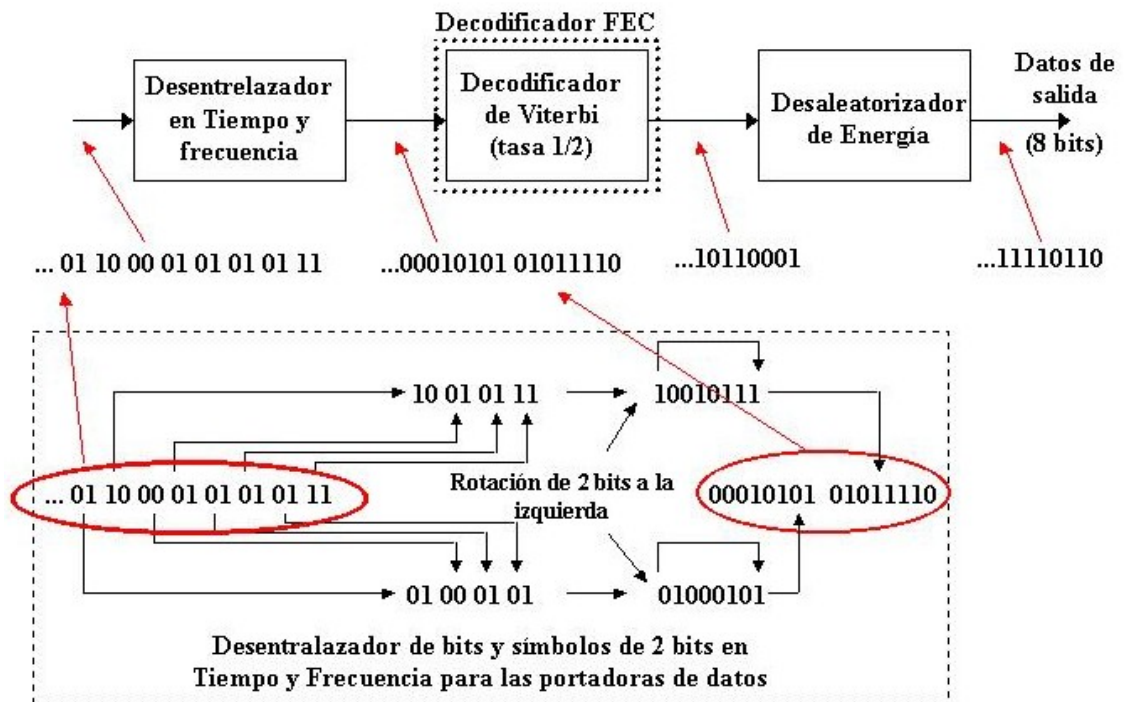 Decodificador FEC
Desentrelazador
en Tiempo y
frecuencia
Decodificador
de Viterbi
(tasa 1/2)
Desaleatorizador
de Energía
Datos de
salida
(8 bits)
... 01 10 00 01 01 01 01 11
...00010101 01011110
...10110001
...11110110
10 01 01 11
10010111
... 01 10 00 01 01 01 01 11
Rotación de 2 bits a la
izquierda
00010101 01011110
01 00 01 01
01000101
Desentralazador de bits y símbolos de 2 bits en
Tiempo y Frecuencia para las portadoras de datos